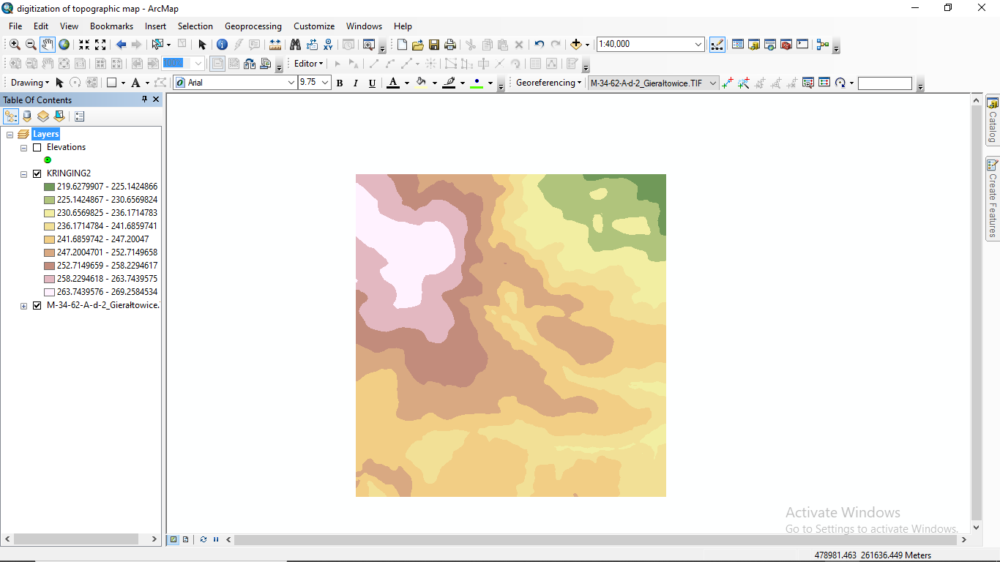 digitization of topographic map - ArcMap
File Edit View Bookmarks Insert Selection Geoprocessing Customize Windows Help
1:40,000
100%
Editor
Drawing A Arial 9.75 B I U A Georeferencing M-34-62-A-d-2_Gierałtowice.TIF
Table Of Contents
Layers
Elevations
KRINGING2
219.6279907 - 225.1424866
225.1424867 - 230.6569824
230.6569825 - 236.1714783
236.1714784 - 241.6859741
241.6859742 - 247.20047
247.2004701 - 252.7149658
252.7149659 - 258.2294617
258.2294618 - 263.7439575
263.7439576 - 269.2584534
M-34-62-A-d-2_Gierałtowice.
Catalog
Create Features
Activate Windows
Go to Settings to activate Windows.
478981.463 261636.449 Meters